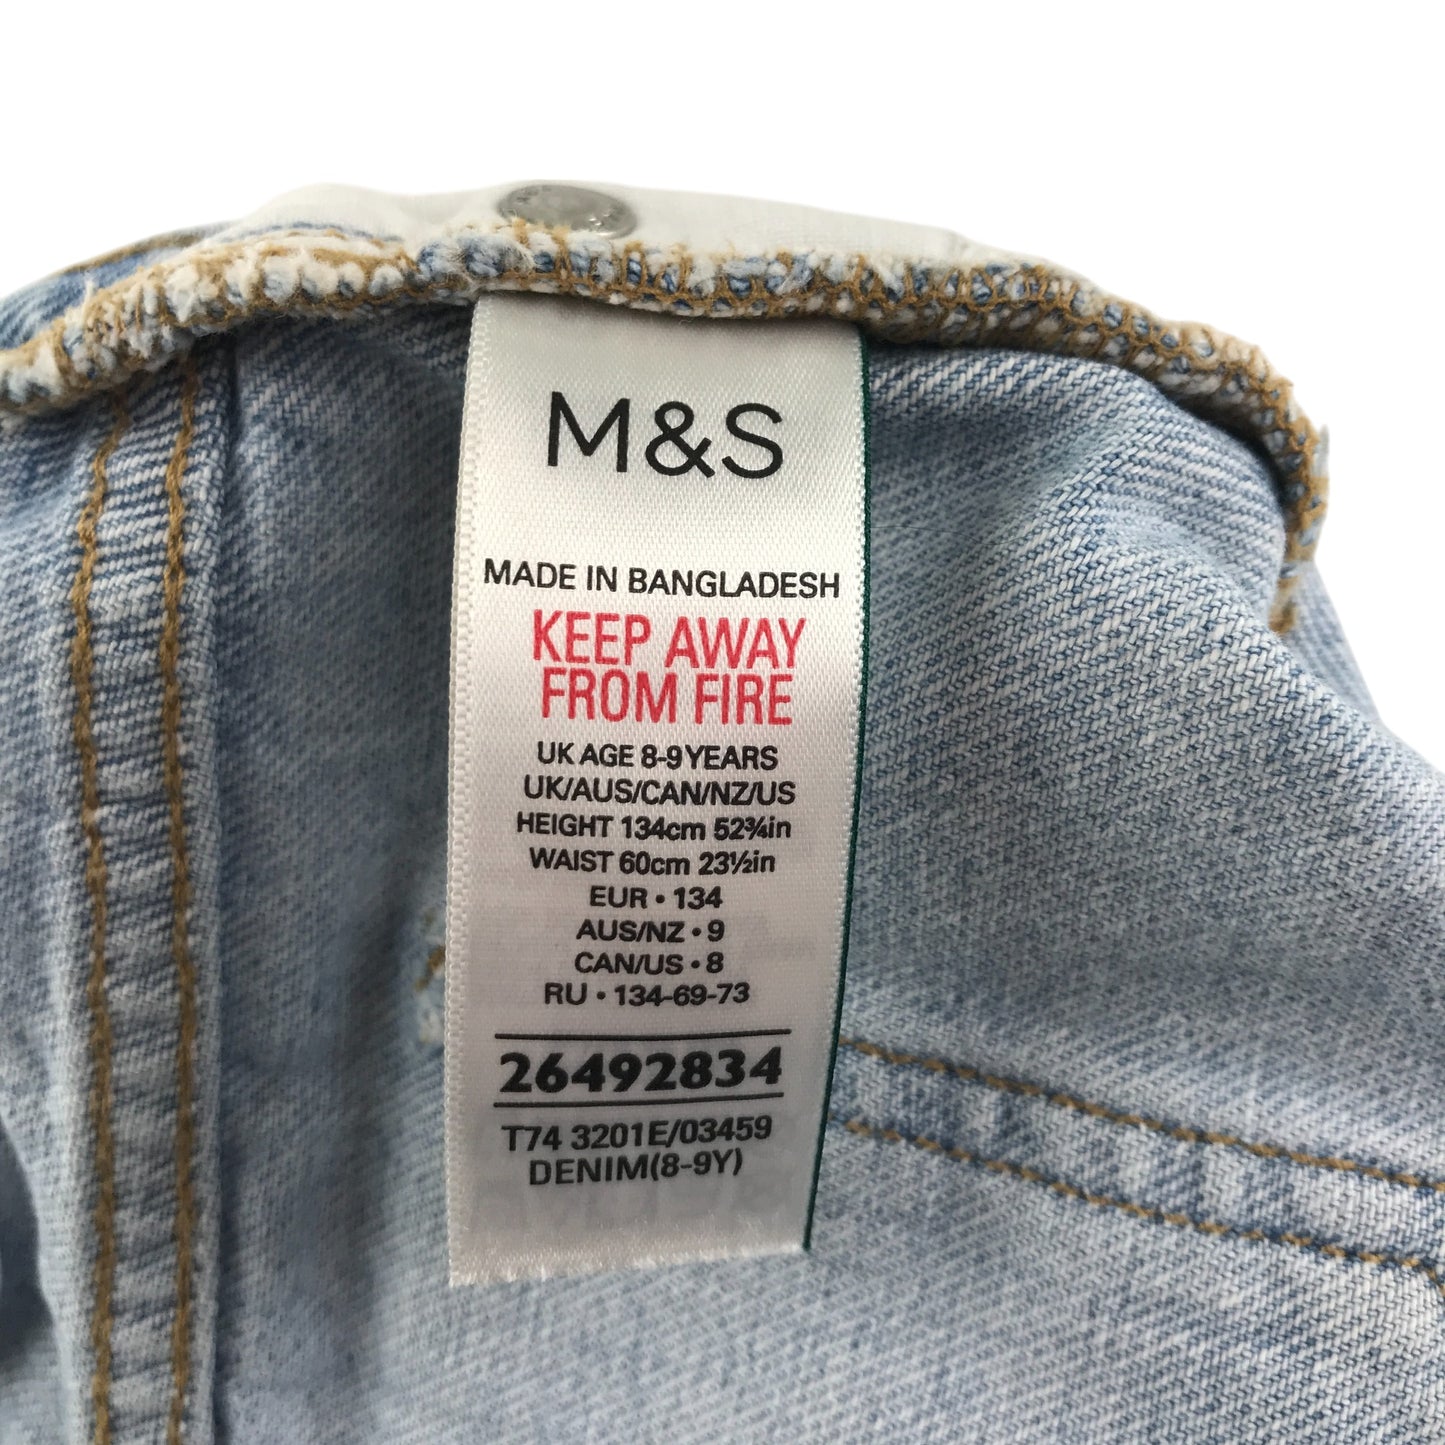 M&S
MADE IN BANGLADESH
KEEP AWAY
FROM FIRE
UK AGE 8-9 YEARS
UK/AUS/CAN/NZ/US
HEIGHT 134cm 52¾in
WAIST 60cm 23½in
EUR • 134
AUS/NZ • 9
CAN/US • 8
RU • 134-69-73
26492834
T74 3201E/03459
DENIM(8-9Y)